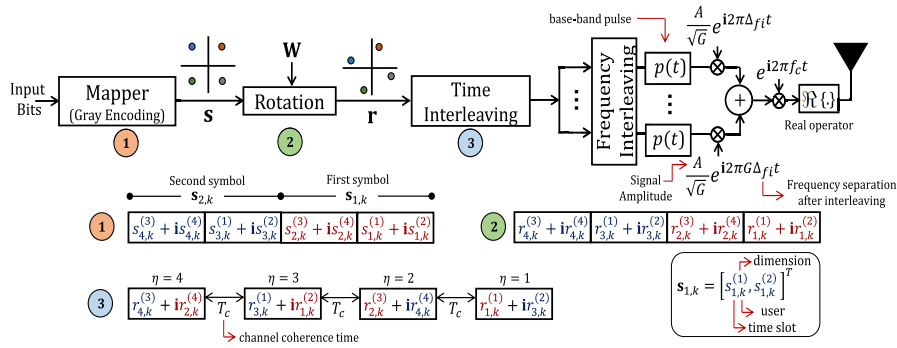 base-band pulse
A/√G e^{i2πΔ_{fi}t}
Input Bits
Mapper
(Gray Encoding)
s
W
Rotation
r
Time Interleaving
⋯
Frequency Interleaving
p(t)
⋯
p(t)
+
e^{i2πf_c t}
ℜ{.}
Real operator
1
2
3
Signal Amplitude
A/√G e^{i2πGΔ_{fi}t}
Frequency separation after interleaving
Second symbol
First symbol
s_{2,k}
s_{1,k}
1
s_{4,k}^{(3)} + is_{4,k}^{(4)}
s_{3,k}^{(1)} + is_{3,k}^{(2)}
s_{2,k}^{(3)} + is_{2,k}^{(4)}
s_{1,k}^{(1)} + is_{1,k}^{(2)}
2
r_{4,k}^{(3)} + ir_{4,k}^{(4)}
r_{3,k}^{(1)} + ir_{3,k}^{(2)}
r_{2,k}^{(3)} + ir_{2,k}^{(4)}
r_{1,k}^{(1)} + ir_{1,k}^{(2)}
η = 4
η = 3
η = 2
η = 1
3
r_{4,k}^{(3)} + ir_{2,k}^{(4)}
T_c
r_{3,k}^{(1)} + ir_{1,k}^{(2)}
T_c
r_{2,k}^{(3)} + ir_{4,k}^{(4)}
T_c
r_{1,k}^{(1)} + ir_{3,k}^{(2)}
channel coherence time
dimension
s_{1,k} = [s_{1,k}^{(1)}, s_{1,k}^{(2)}]^T
user
time slot